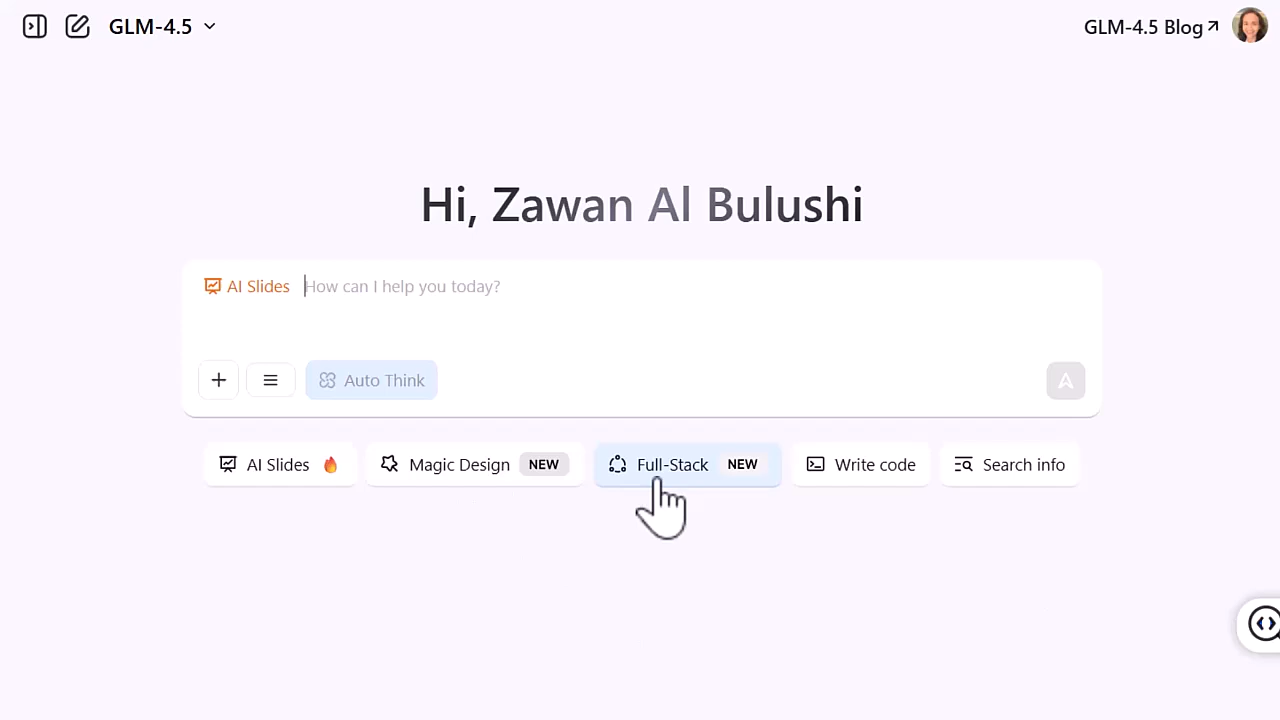 GLM-4.5
GLM-4.5 Blog
Hi, Zawan Al Bulushi
AI Slides How can I help you today?
Auto Think
AI Slides Magic Design NEW Full-Stack NEW Write code Search info